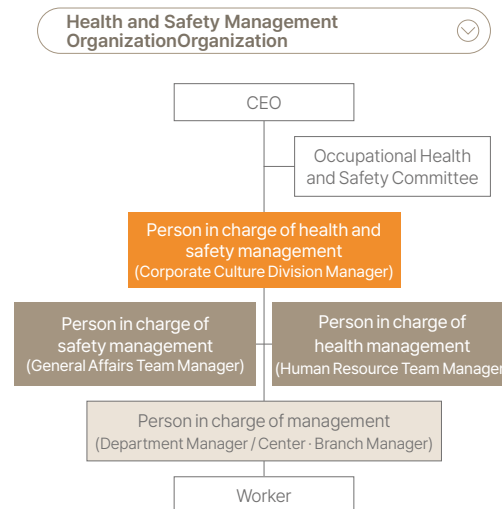 Health and Safety Management
OrganizationOrganization
CEO
Occupational Health
and Safety Committee
Person in charge of health and
safety management
(Corporate Culture Division Manager)
Person in charge of
safety management
(General Affairs Team Manager)
Person in charge of
health management
(Human Resource Team Manager
Person in charge of management
(Department Manager / Center · Branch Manager)
Worker